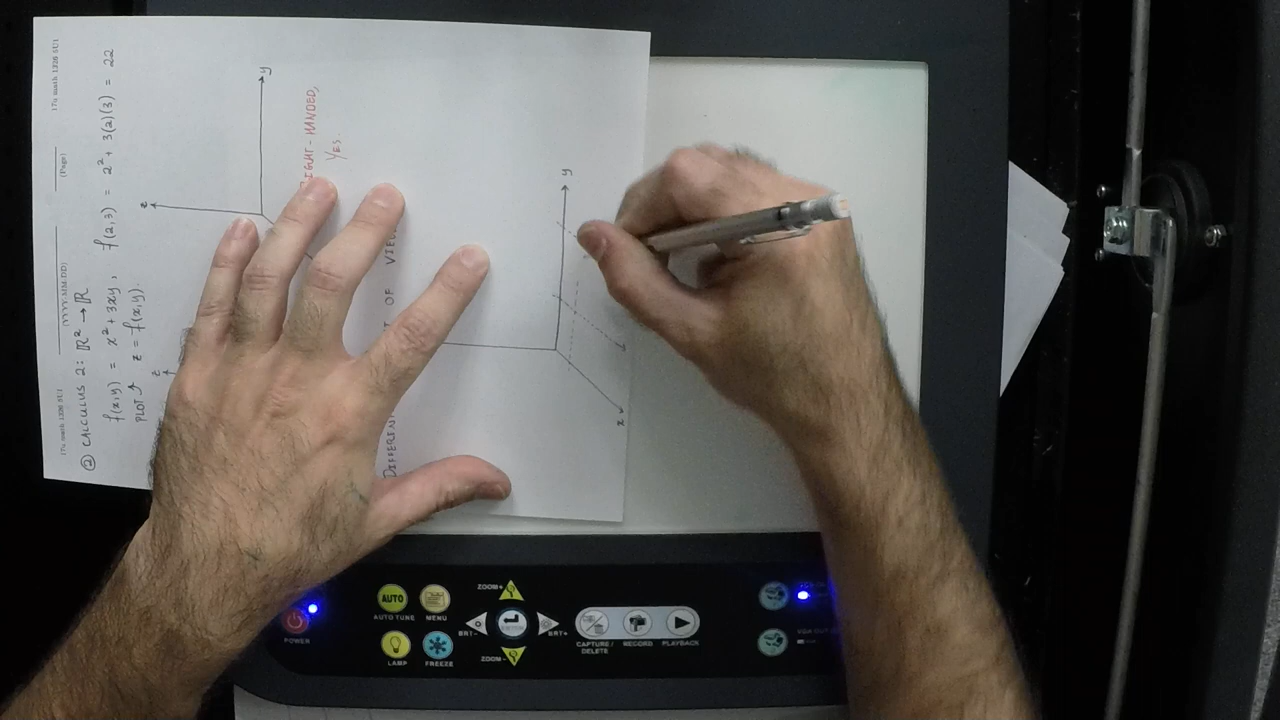 17u math 1326 SU1
(YYYY-MM-DD)
(Page)
17u math 1326 SU1
② CALCULUS 2: ℝ² → ℝ
f(x,y) = x² + 3xy, f(2,3) = 2² + 3(2)(3) = 22
PLOT z = f(x,y).
z
z
y
RIGHT-HANDED,
YES.
DIFFERENT
OF
y
x
POWER
AUTO
AUTO TUNE
MENU
LAMP
FREEZE
ZOOM+
BRT-
BRT+
ZOOM-
CAPTURE/
DELETE
RECORD
PLAYBACK